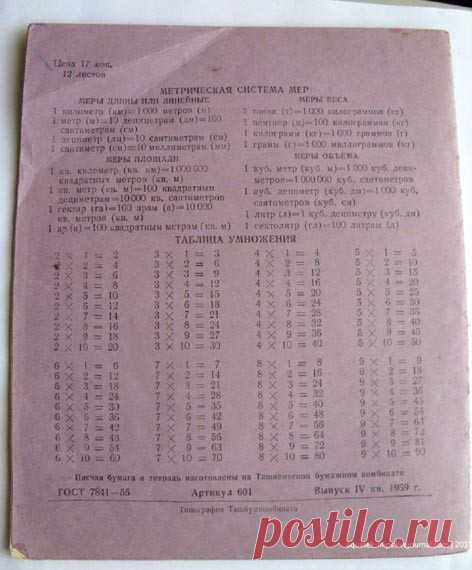 Цена 17 коп.
12 листов
МЕТРИЧЕСКАЯ СИСТЕМА МЕР
МЕРЫ ДЛИНЫ ИЛИ ЛИНЕЙНЫЕ
1 километр (км)=1 000 метров (м)
1 метр (м)=10 дециметрам (дм)=100
сантиметрам (см)
1 дециметр (дм)=10 сантиметрам (см)
1 сантиметр (см)=10 миллиметрам (мм)
МЕРЫ ПЛОЩАДИ
1 кв. километр (кв. км)=1 000 000
квадратных метров (кв. м)
1 кв. метр (кв. м)=100 квадратным
дециметрам=10 000 кв. сантиметров
1 гектар (га)=100 арам (а)=10 000
кв. метров (кв. м)
1 ар (а)=100 квадратным метрам (кв. м)
МЕРЫ ВЕСА
1 тонна (т)=1 000 килограммов (кг)
1 центнер (ц)=100 килограммов (кг)
1 килограмм (кг)=1 000 граммов (г)
1 грамм (г)=1 000 миллиграммов (мг)
МЕРЫ ОБЪЕМА
1 куб. метр (куб. м)=1 000 куб. деци-
метров=1 000 000 куб. сантиметров
1 куб. дециметр (куб. дм)=1 000 куб.
сантиметров (куб. см)
1 литр (л)=1 куб. дециметру (куб. дм)
1 гектолитр (гл)=100 литрам (л)
ТАБЛИЦА УМНОЖЕНИЯ
2 × 1 = 2
2 × 2 = 4
2 × 3 = 6
2 × 4 = 8
2 × 5 = 10
2 × 6 = 12
2 × 7 = 14
2 × 8 = 16
2 × 9 = 18
2 × 10 = 20
3 × 1 = 3
3 × 2 = 6
3 × 3 = 9
3 × 4 = 12
3 × 5 = 15
3 × 6 = 18
3 × 7 = 21
3 × 8 = 24
3 × 9 = 27
3 × 10 = 30
4 × 1 = 4
4 × 2 = 8
4 × 3 = 12
4 × 4 = 16
4 × 5 = 20
4 × 6 = 24
4 × 7 = 28
4 × 8 = 32
4 × 9 = 36
4 × 10 = 40
5 × 1 = 5
5 × 2 = 10
5 × 3 = 15
5 × 4 = 20
5 × 5 = 25
5 × 6 = 30
5 × 7 = 35
5 × 8 = 40
5 × 9 = 45
5 × 10 = 50
6 × 1 = 6
6 × 2 = 12
6 × 3 = 18
6 × 4 = 24
6 × 5 = 30
6 × 6 = 36
6 × 7 = 42
6 × 8 = 48
6 × 9 = 54
6 × 10 = 60
7 × 1 = 7
7 × 2 = 14
7 × 3 = 21
7 × 4 = 28
7 × 5 = 35
7 × 6 = 42
7 × 7 = 49
7 × 8 = 56
7 × 9 = 63
7 × 10 = 70
8 × 1 = 8
8 × 2 = 16
8 × 3 = 24
8 × 4 = 32
8 × 5 = 40
8 × 6 = 48
8 × 7 = 56
8 × 8 = 64
8 × 9 = 72
8 × 10 = 80
9 × 1 = 9
9 × 2 = 18
9 × 3 = 27
9 × 4 = 36
9 × 5 = 45
9 × 6 = 54
9 × 7 = 63
9 × 8 = 72
9 × 9 = 81
9 × 10 = 90
Писчая бумага и тетрадь изготовлены на Ташкентском бумажном комбинате
ГОСТ 7841—55 Артикул 601 Выпуск IV кв. 1959 г.
Типография Ташбумкомбината
postila.ru